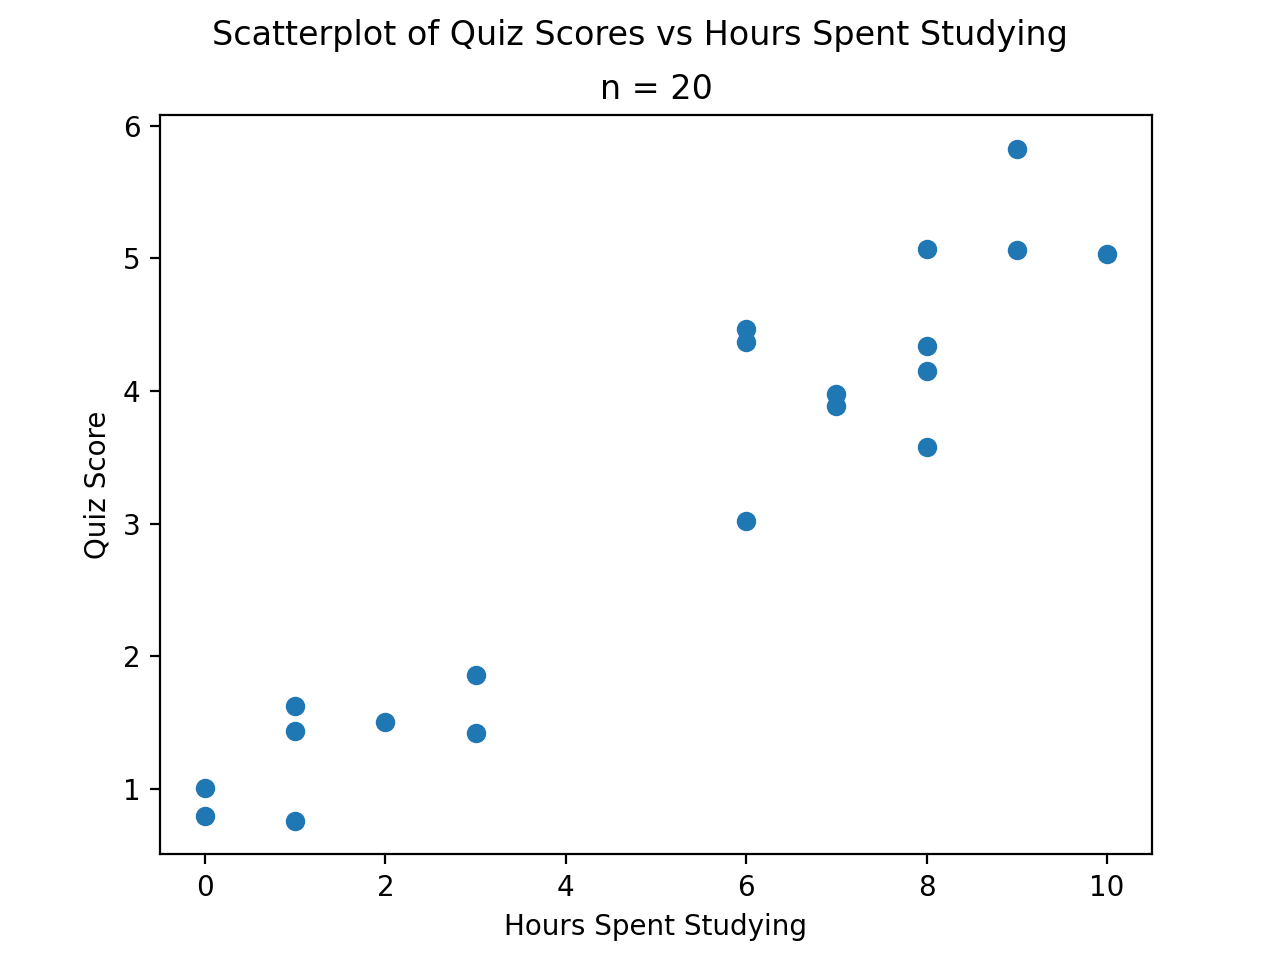 Scatterplot of Quiz Scores vs Hours Spent Studying
n = 20
6
5
4
3
2
1
Quiz Score
0 2 4 6 8 10
Hours Spent Studying